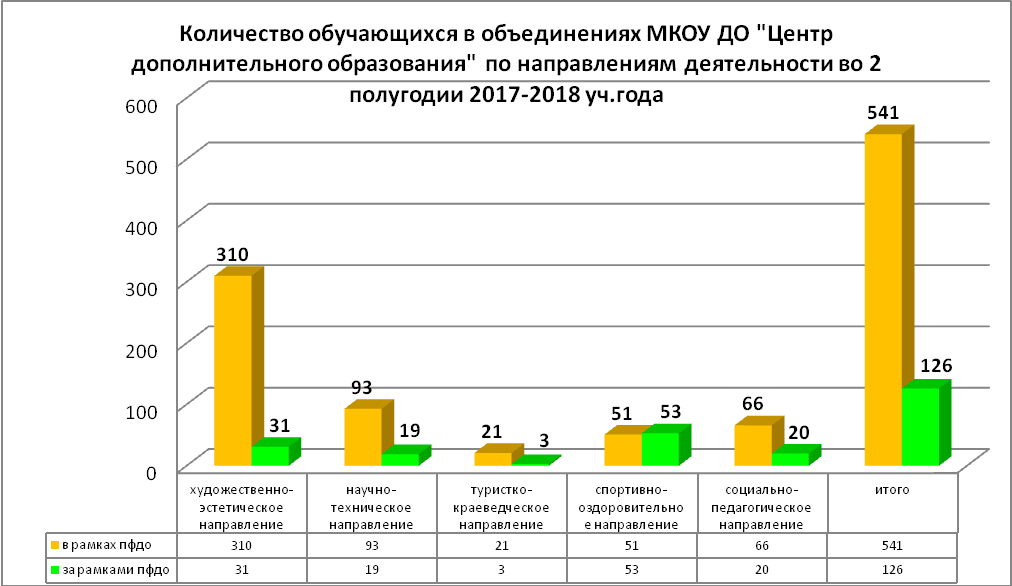 Количество обучающихся в объединениях МКОУ ДО "Центр
дополнительного образования" по направлениям деятельности во 2
полугодии 2017-2018 уч.года
600
500
400
300
200
100
0
310
31
93
19
21
3
51
53
66
20
541
126
художественно-
эстетическое
направление
научно-
техническое
направление
туристко-
краеведческое
направление
спортивно-
оздоровительно
е направление
социально-
педагогическое
направление
итого
в рамках пфдо 310 93 21 51 66 541
за рамками пфдо 31 19 3 53 20 126